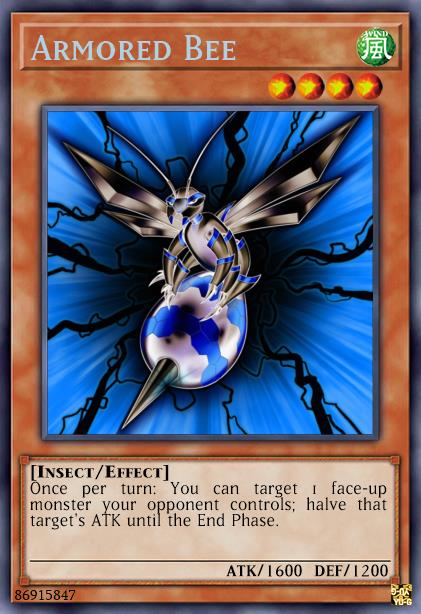 ARMORED BEE
WIND
風
[INSECT/EFFECT]
Once per turn: You can target 1 face-up
monster your opponent controls; halve that
target's ATK until the End Phase.
ATK/1600 DEF/1200
86915847